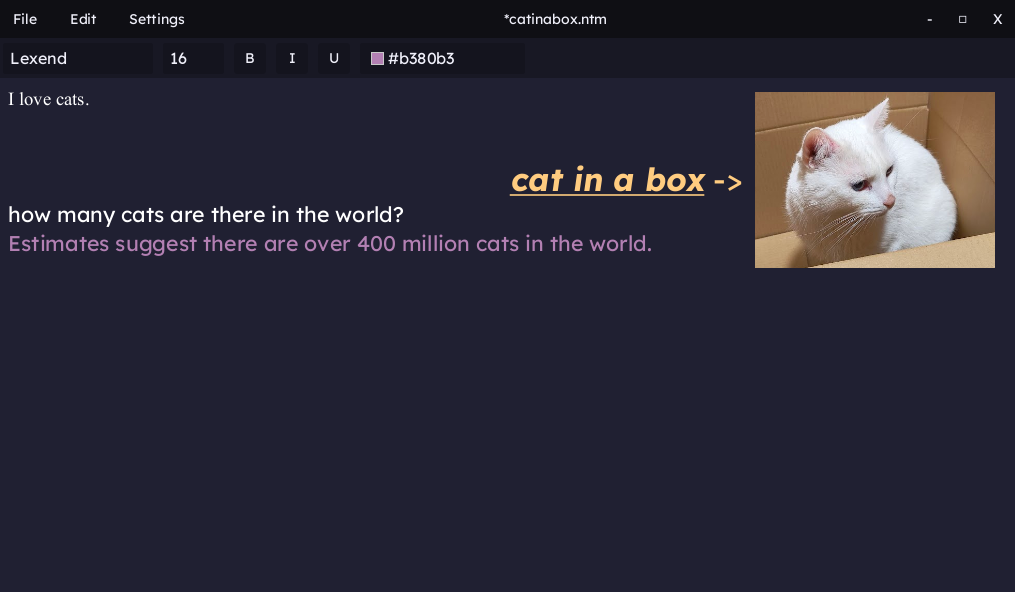 File Edit Settings *catinabox.ntm - □ X
Lexend 16 B I U #b380b3
I love cats.
cat in a box ->
how many cats are there in the world?
Estimates suggest there are over 400 million cats in the world.